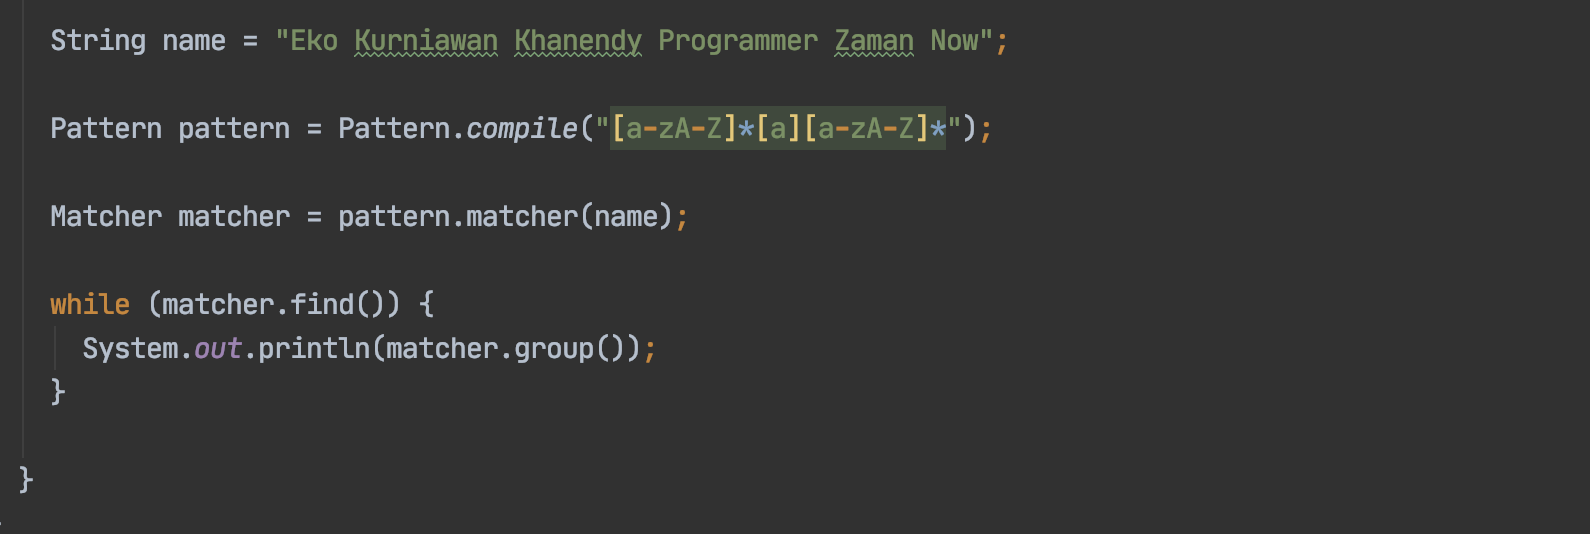 String name = "Eko Kurniawan Khanendy Programmer Zaman Now";
Pattern pattern = Pattern.compile("[a-zA-Z]*[a][a-zA-Z]*");
Matcher matcher = pattern.matcher(name);
while (matcher.find()) {
System.out.println(matcher.group());
}
}